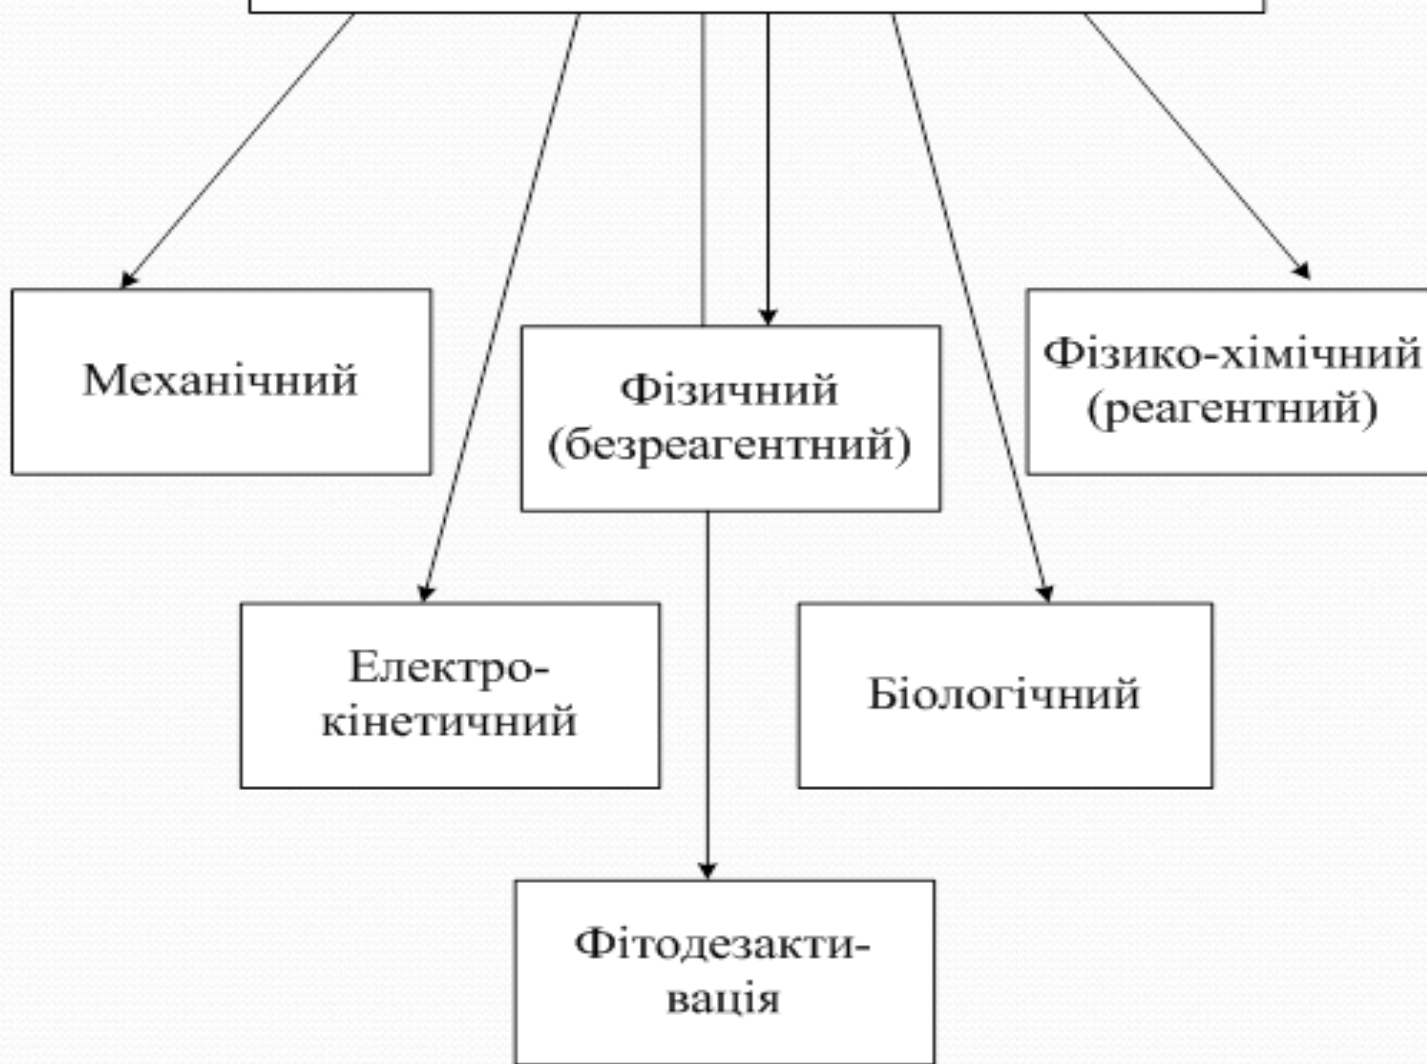 Механічний
Фізичний
(безреагентний)
Фізико-хімічний
(реагентний)
Електро-
кінетичний
Біологічний
Фітодезакти-
вація